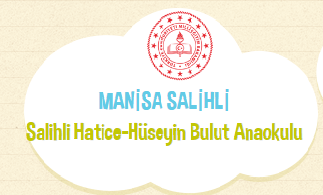 MANİSA SALİHLİ
Salihli Hatice-Hüseyin Bulut Anaokulu